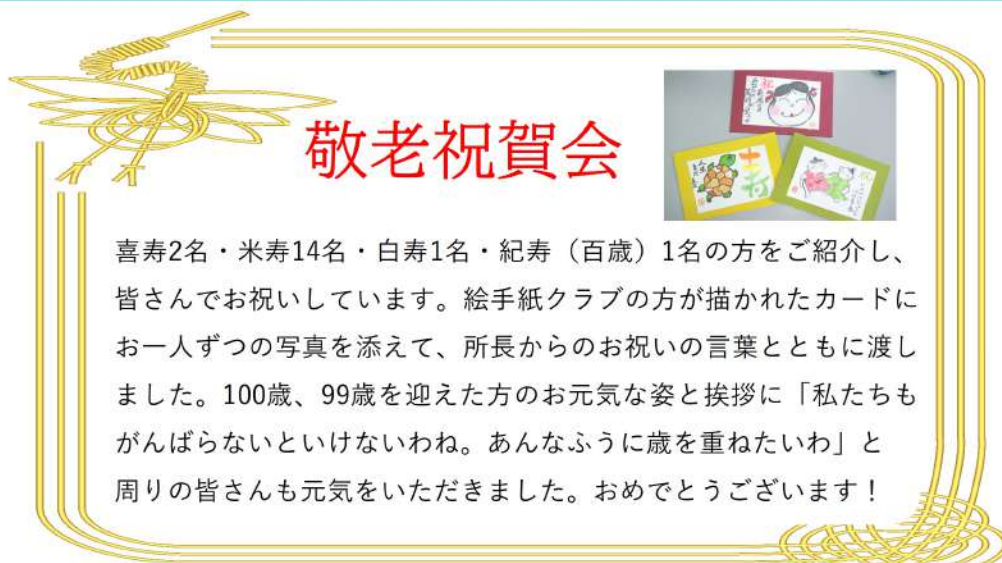 敬老祝賀会
祝
寿
喜寿2名・米寿14名・白寿1名・紀寿（百歳）1名の方をご紹介し、
皆さんでお祝いしています。絵手紙クラブの方が描かれたカードに
お一人ずつの写真を添えて、所長からのお祝いの言葉とともに渡し
ました。100歳、99歳を迎えた方のお元気な姿と挨拶に「私たちも
がんばらないといけないわね。あんなふうに歳を重ねたいわ」と
周りの皆さんも元気をいただきました。おめでとうございます！